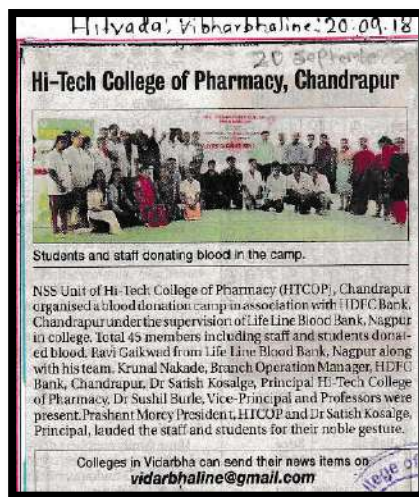 Hitvada: Vibharbhaline: 20.09.18
20 September
Hi-Tech College of Pharmacy, Chandrapur
Students and staff donating blood in the camp.
NSS Unit of Hi-Tech College of Pharmacy (HTCOP), Chandrapur
organised a blood donation camp in association with HDFC Bank,
Chandrapur under the supervision of Life Line Blood Bank, Nagpur
in college. Total 45 members including staff and students donat-
ed blood. Ravi Gaikwad from Life Line Blood Bank, Nagpur along
with his team, Krunal Nakade, Branch Operation Manager, HDFC
Bank, Chandrapur, Dr Satish Kosalge, Principal Hi-Tech College
of Pharmacy, Dr Sushil Burle, Vice-Principal and Professors were
present. Prashant Morey President, HTCOP and Dr Satish Kosalge,
Principal, lauded the staff and students for their noble gesture.
Colleges in Vidarbha can send their news items on
vidarbhaline@gmail.com
llege of